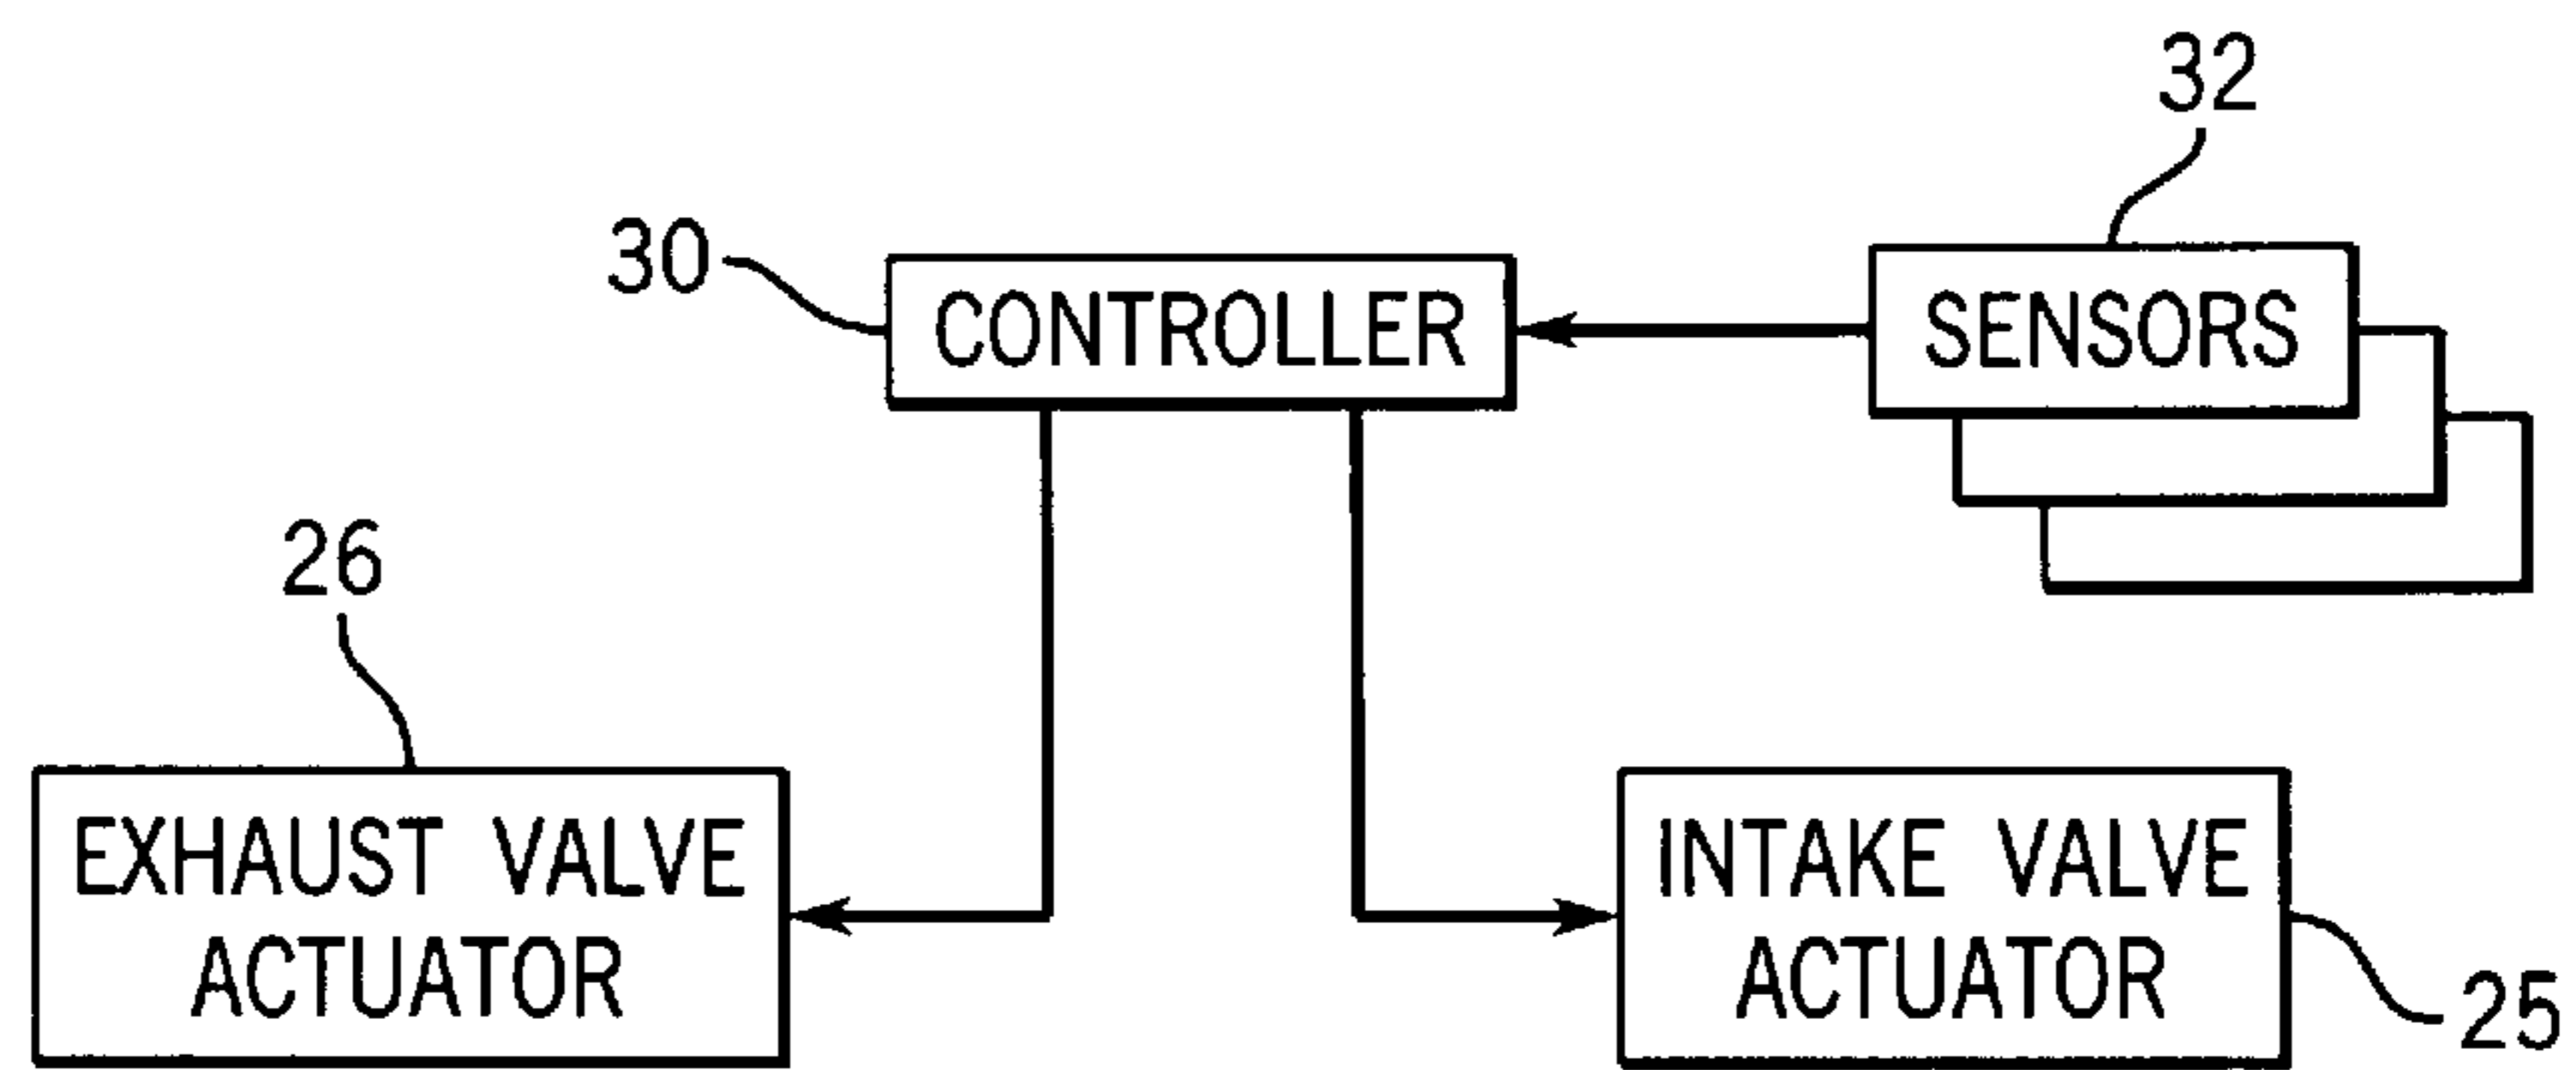 32
30
CONTROLLER
SENSORS
26
EXHAUST VALVE
ACTUATOR
INTAKE VALVE
ACTUATOR
25